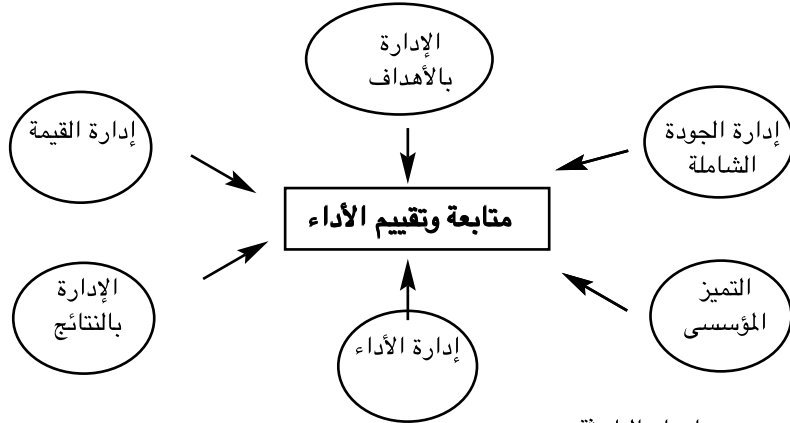 الإدارة
بالأهداف
إدارة الجودة
الشاملة
إدارة القيمة
متابعة وتقييم الأداء
التميز
المؤسسى
الإدارة
بالنتائج
إدارة الأداء